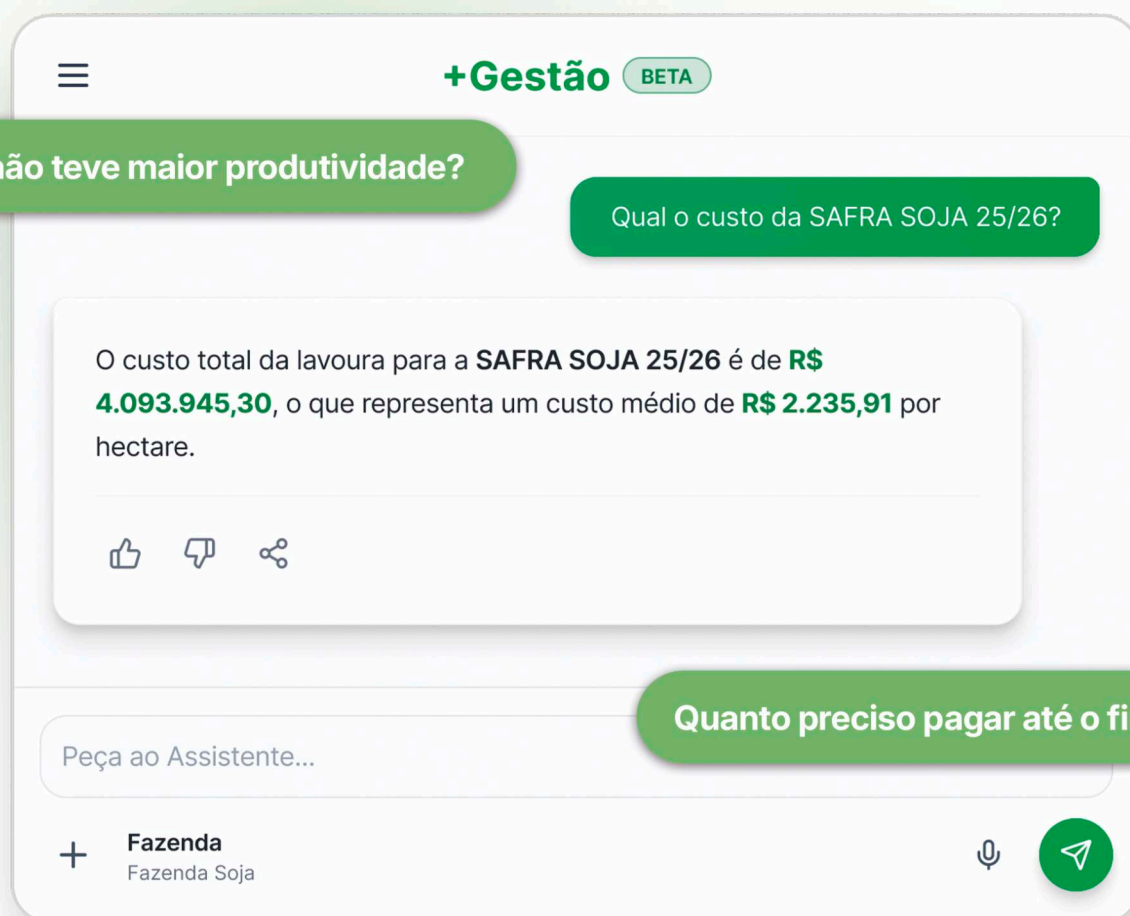 +Gestão BETA
não teve maior produtividade?
Qual o custo da SAFRA SOJA 25/26?
O custo total da lavoura para a SAFRA SOJA 25/26 é de R$
4.093.945,30, o que representa um custo médio de R$ 2.235,91 por
hectare.
Quanto preciso pagar até o
Peça ao Assistente...
Fazenda
Fazenda Soja